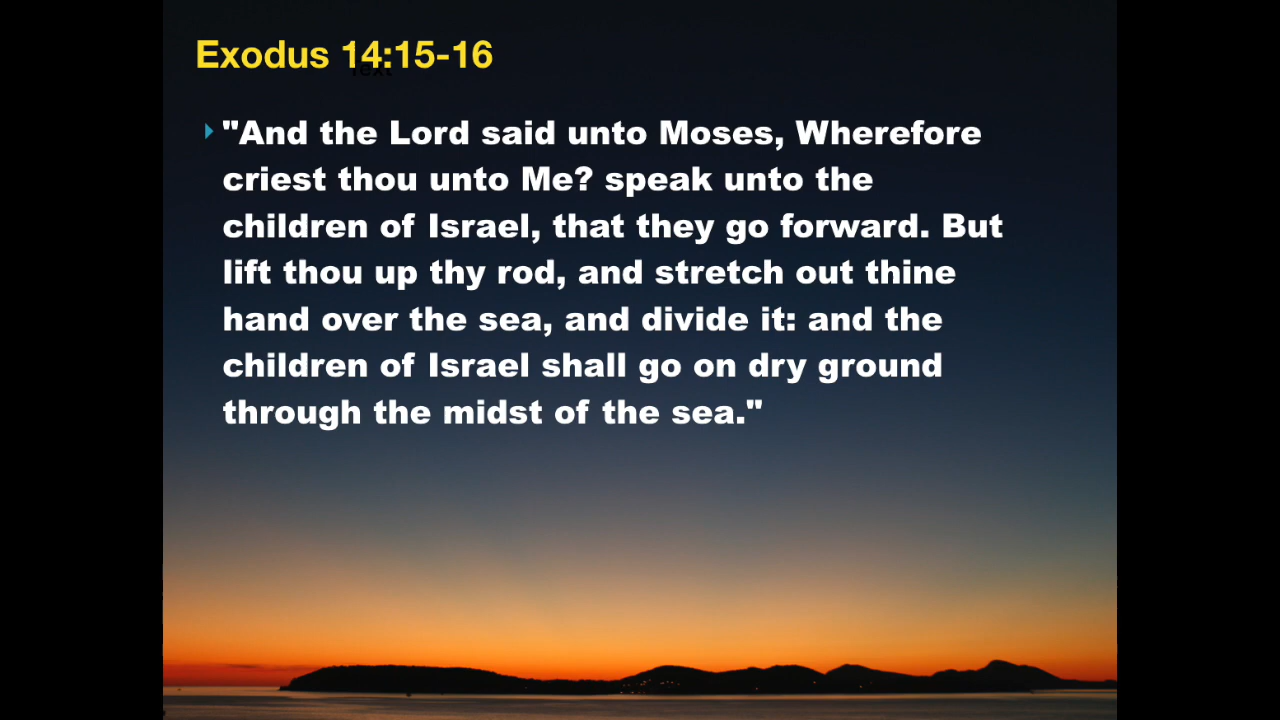 Exodus 14:15-16
Text
"And the Lord said unto Moses, Wherefore
criest thou unto Me? speak unto the
children of Israel, that they go forward. But
lift thou up thy rod, and stretch out thine
hand over the sea, and divide it: and the
children of Israel shall go on dry ground
through the midst of the sea."